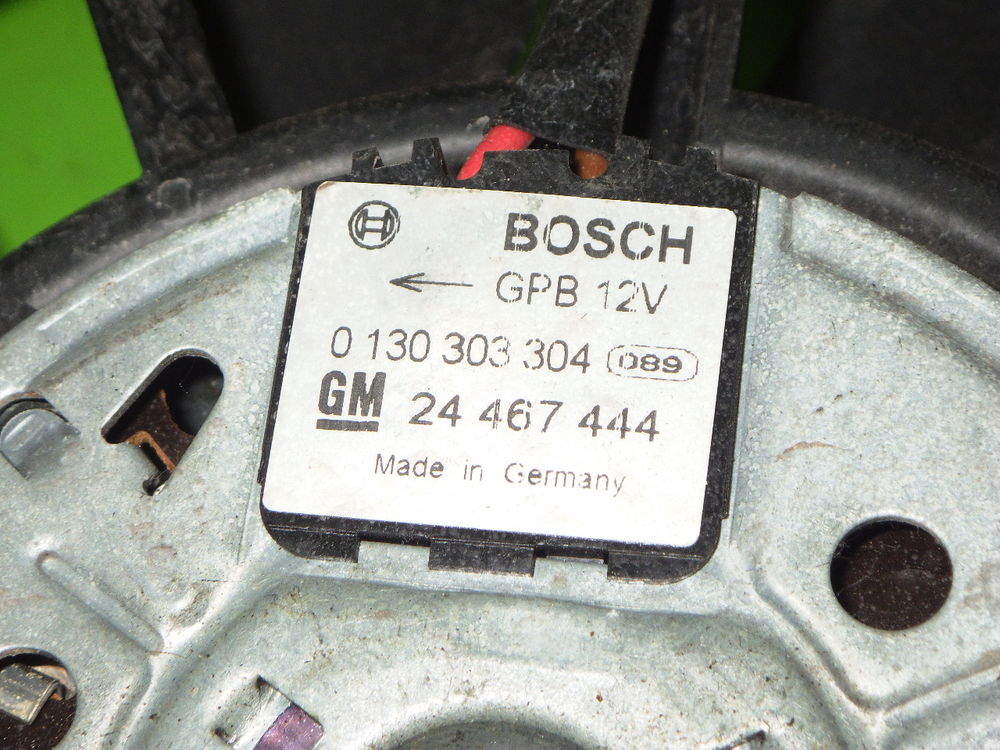 BOSCH
GPB 12V
0 130 303 304 089
GM 24 467 444
Made in Germany